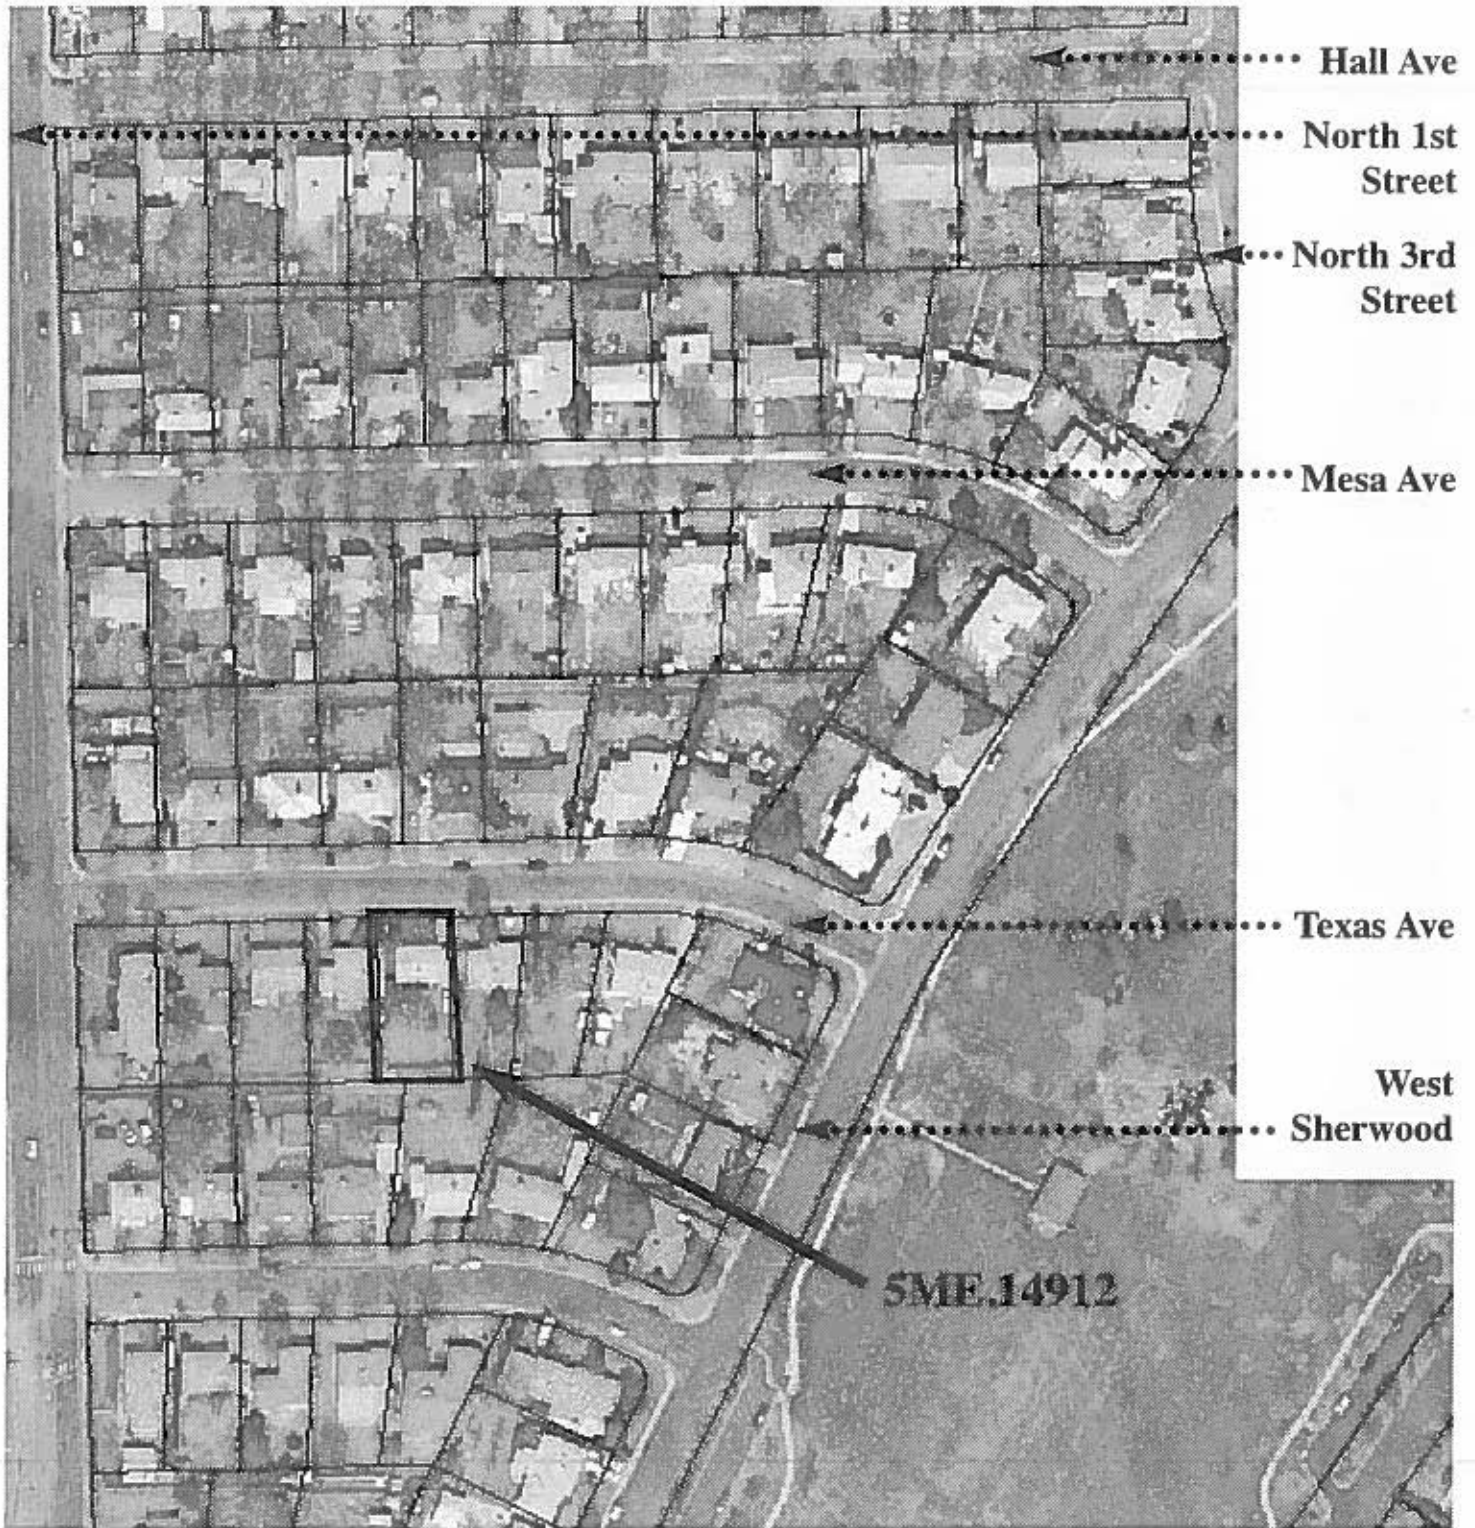 Hall Ave
North 1st
Street
North 3rd
Street
Mesa Ave
Texas Ave
West
Sherwood
5ME.14912